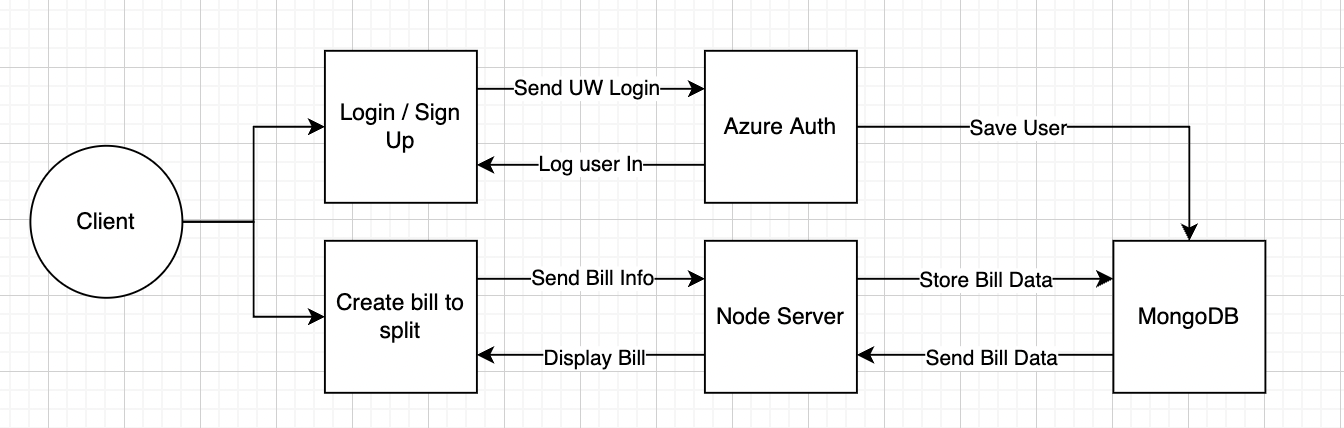 Login / Sign
Up
Send UW Login
Log user In
Azure Auth
Save User
Client
Create bill to
split
Send Bill Info
Display Bill
Node Server
Store Bill Data
Send Bill Data
MongoDB